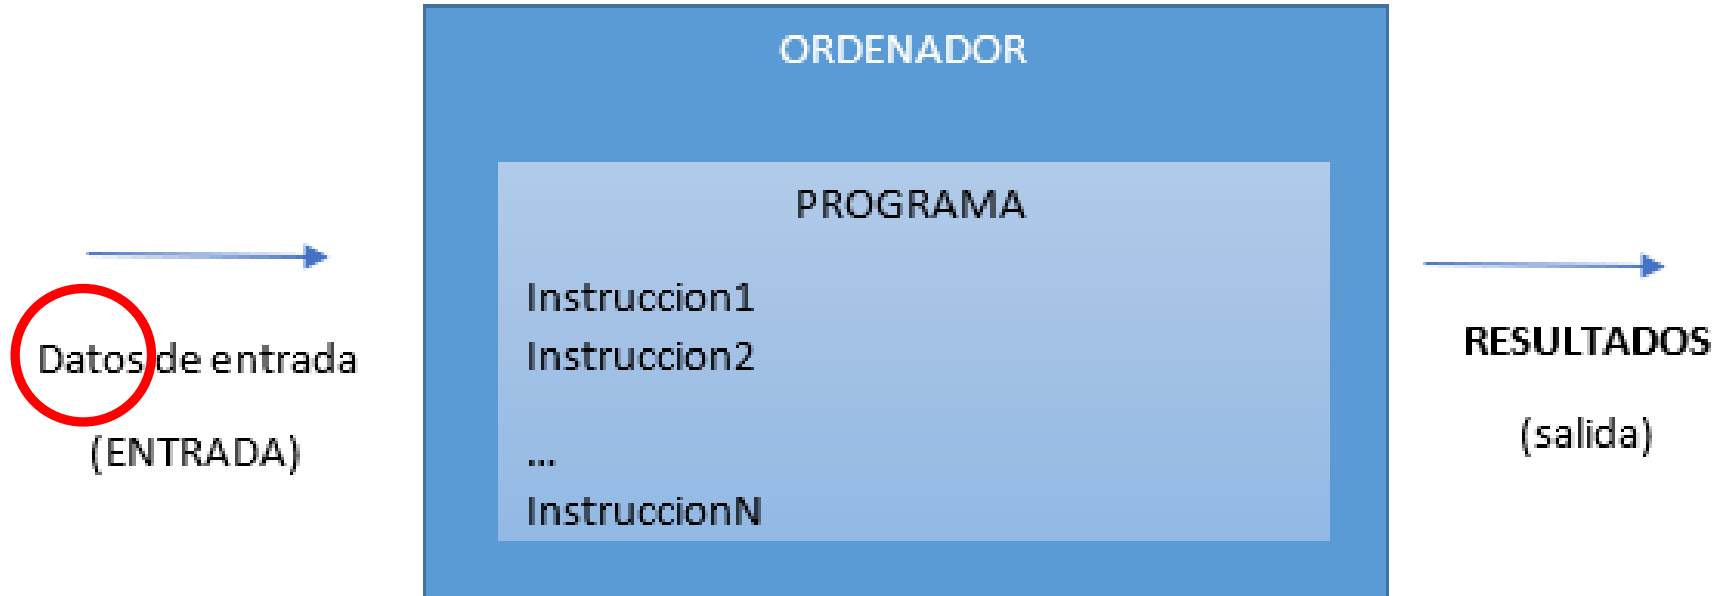 ORDENADOR
PROGRAMA
Instruccion1
Instruccion2
...
InstruccionN
Datos de entrada
(ENTRADA)
RESULTADOS
(salida)